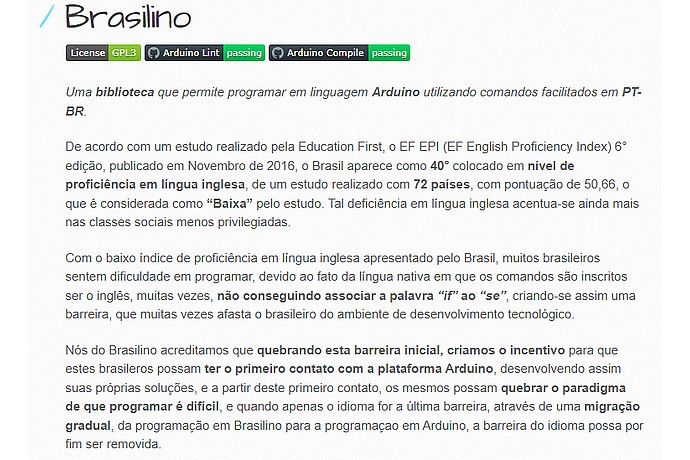 Brasilino
License GPL3 Arduino Lint passing Arduino Compile passing
Uma biblioteca que permite programar em linguagem Arduino utilizando comandos facilitados em PT-
BR.
De acordo com um estudo realizado pela Education First, o EF EPI (EF English Proficiency Index) 6°
edição, publicado em Novembro de 2016, o Brasil aparece como 40° colocado em nível de
proficiência em língua inglesa, de um estudo realizado com 72 países, com pontuação de 50,66, o
que é considerada como “Baixa” pelo estudo. Tal deficiência em língua inglesa acentua-se ainda mais
nas classes sociais menos privilegiadas.
Com o baixo índice de proficiência em língua inglesa apresentado pelo Brasil, muitos brasileiros
sentem dificuldade em programar, devido ao fato da língua nativa em que os comandos são inscritos
ser o inglês, muitas vezes, não conseguindo associar a palavra “if” ao “se”, criando-se assim uma
barreira, que muitas vezes afasta o brasileiro do ambiente de desenvolvimento tecnológico.
Nós do Brasilino acreditamos que quebrando esta barreira inicial, criamos o incentivo para que
estes brasileros possam ter o primeiro contato com a plataforma Arduino, desenvolvendo assim
suas próprias soluções, e a partir deste primeiro contato, os mesmos possam quebrar o paradigma
de que programar é difícil, e quando apenas o idioma for a última barreira, através de uma migração
gradual, da programação em Brasilino para a programaçao em Arduino, a barreira do idioma possa por
fim ser removida.